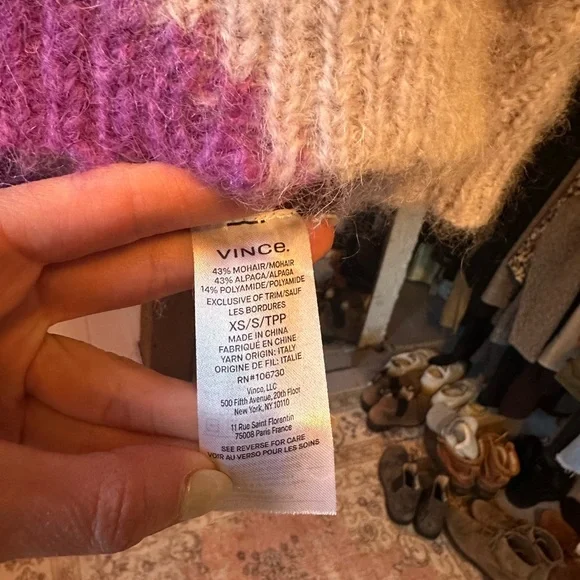 VINCE.
43% MOHAIR/MOHAIR
43% ALPACA/ALPAGA
14% POLYAMIDE/POLYAMIDE
EXCLUSIVE OF TRIM/SAUF
LES BORDURES
XS/S/TPP
MADE IN CHINA
FABRIQUÉ EN CHINE
YARN ORIGIN: ITALY
ORIGINE DE FIL: ITALIE
RN#106730
Vince, LLC
500 Fifth Avenue, 20th Floor
New York, NY 10110
11 Rue Saint Florentin
75008 Paris France
SEE REVERSE FOR CARE
VOIR AU VERSO POUR LES SOINS